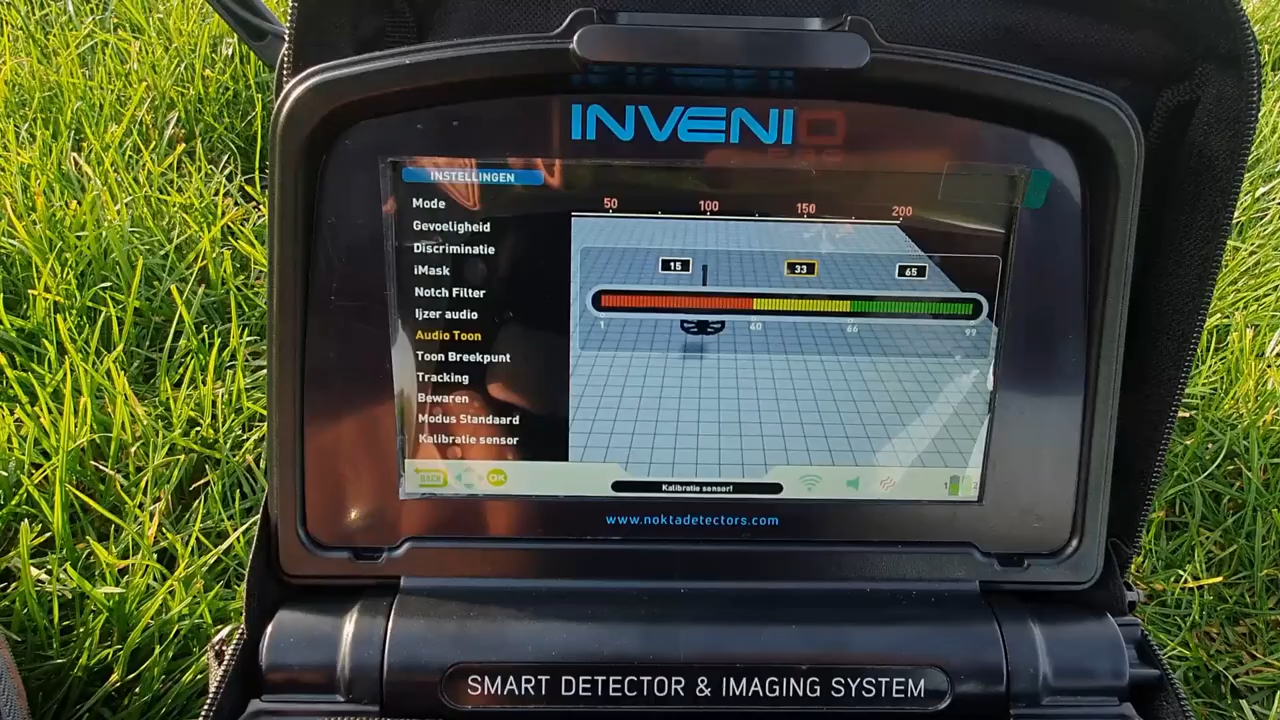 INVENIO
INSTELLINGEN
Mode
Gevoeligheid
Discriminatie
iMask
Notch Filter
Ijzer audio
Audio Toon
Toon Breekpunt
Tracking
Bewaren
Modus Standaard
Kalibratie sensor
50 100 150 200
15 33 65
1 40 66 99
BACK OK
Kalibratie sensor!
www.noktadetectors.com
SMART DETECTOR & IMAGING SYSTEM